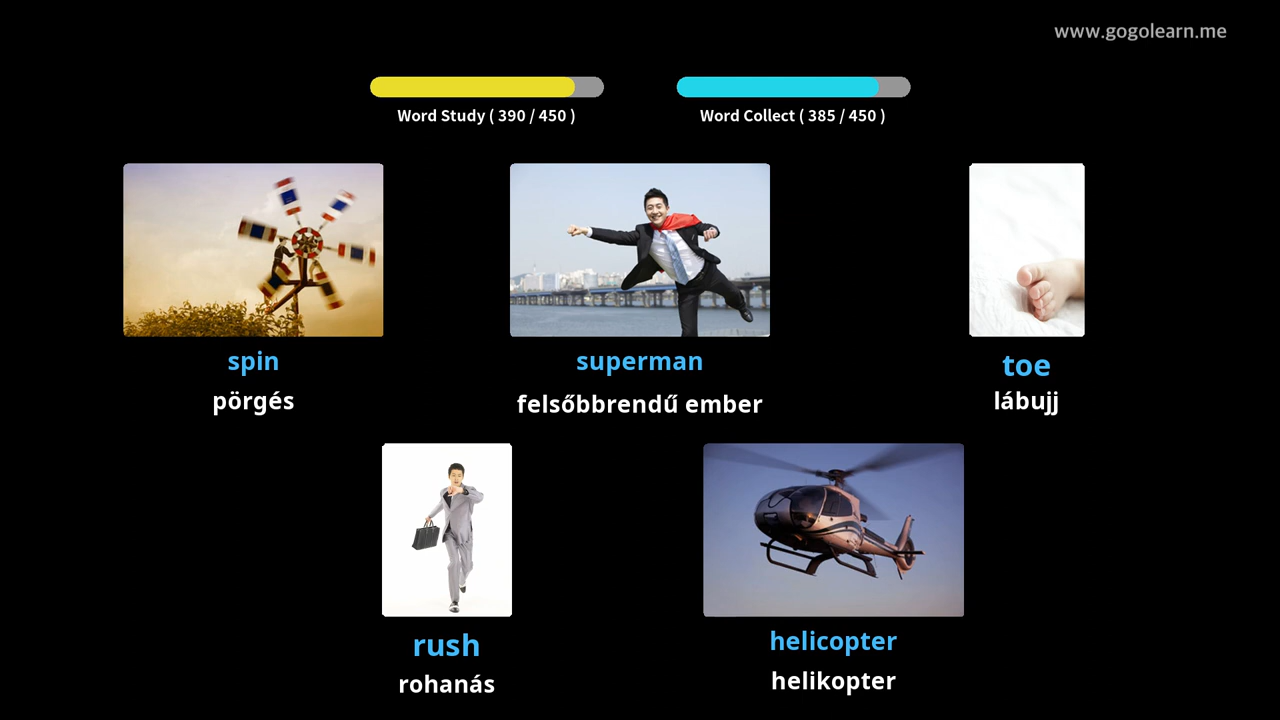 www.gogolearn.me
Word Study ( 390 / 450 )
Word Collect ( 385 / 450 )
spin
pörgés
superman
felsőbbrendű ember
toe
lábujj
rush
rohanás
helicopter
helikopter